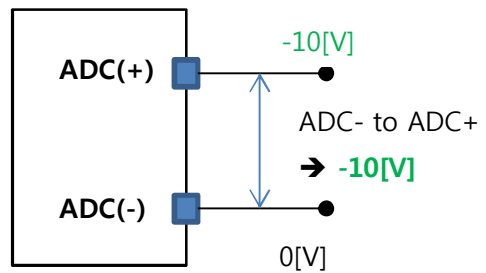 -10[V]
ADC(+)
ADC- to ADC+
➔ -10[V]
ADC(-)
0[V]